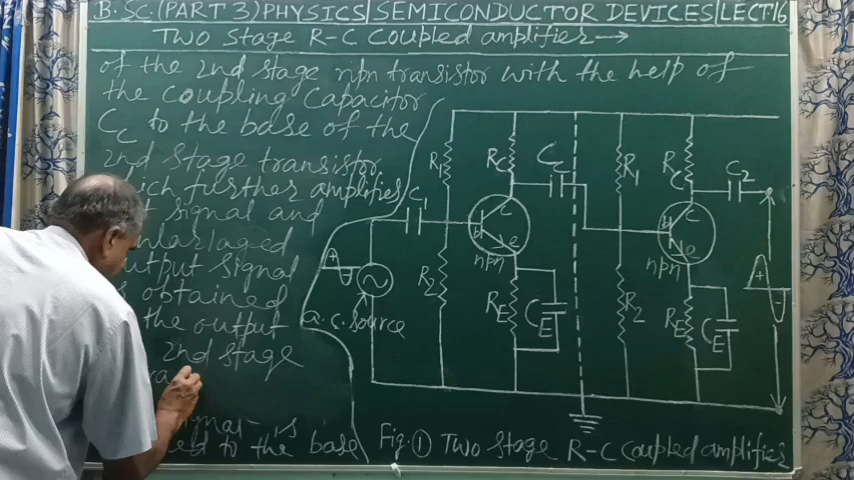 B.Sc.(PART 3) PHYSICS|SEMICONDUCTOR DEVICES|LECT.16
Two Stage R-C Coupled amplifier→
of the 2nd stage npn transistor with the help of
the coupling capacitor
Cc to the base of the
2nd stage transistor
further amplifies
signal and
signal
obtained
the output
2nd stage
is
to the base
R1
Rc
Cc
R1
Rc
C2
C1
b
c
e
npn
b
c
e
npn
+
-
R2
RE
CE
R2
RE
CE
+
-
a.c. source
Fig. ① Two Stage R-C Coupled amplifier